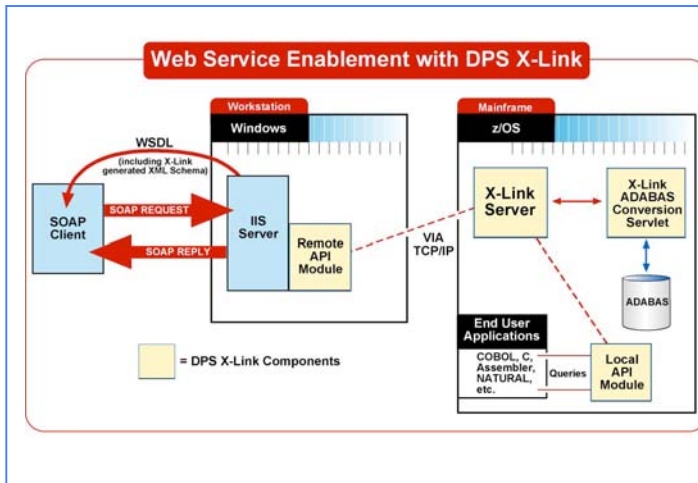 Web Service Enablement with DPS X-Link
Workstation
Windows
Mainframe
z/OS
WSDL
(including X-Link
generated XML Schema)
SOAP
Client
SOAP REQUEST
SOAP REPLY
IIS
Server
Remote
API
Module
VIA
TCP/IP
X-Link
Server
X-Link
ADABAS
Conversion
Servlet
ADABAS
End User
Applications
COBOL, C,
Assembler,
NATURAL,
etc.
Queries
Local
API
Module
= DPS X-Link Components